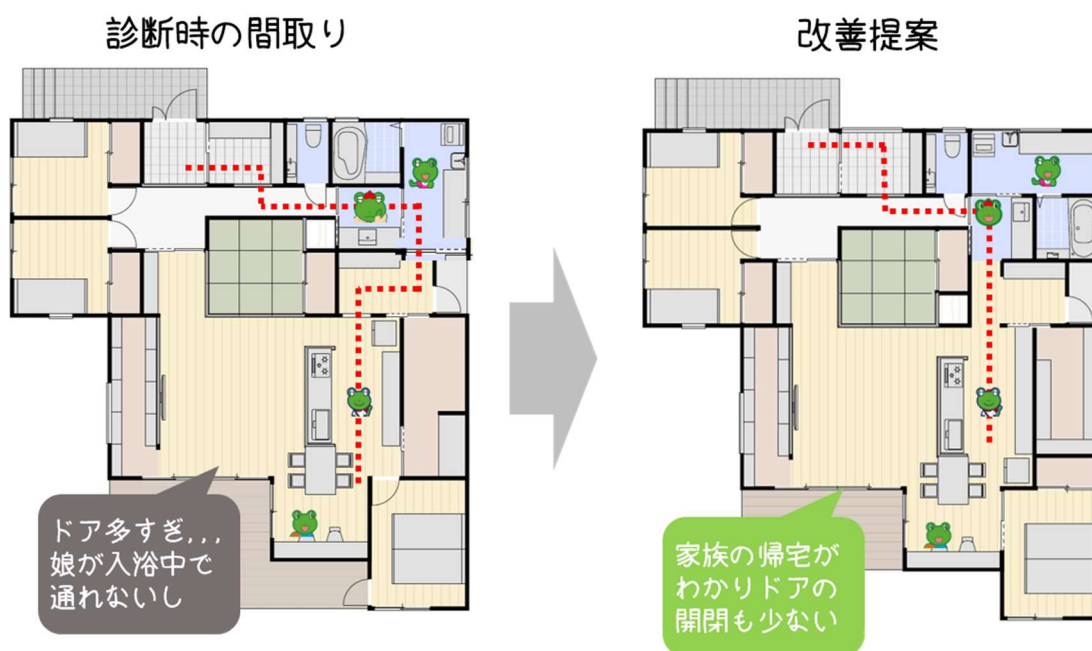 診断時の間取り
改善提案
ドア多すぎ...
娘が入浴中で
通れないし
家族の帰宅が
わかりドアの
開閉も少ない